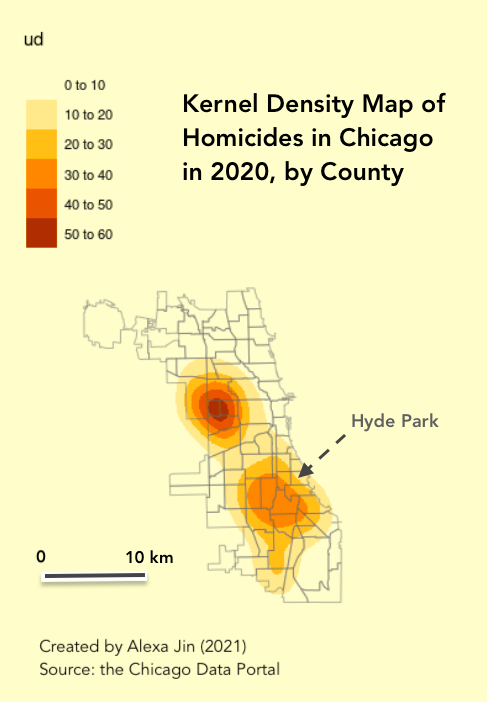 ud
0 to 10
10 to 20
20 to 30
30 to 40
40 to 50
50 to 60
Kernel Density Map of
Homicides in Chicago
in 2020, by County
Hyde Park
0 10 km
Created by Alexa Jin (2021)
Source: the Chicago Data Portal